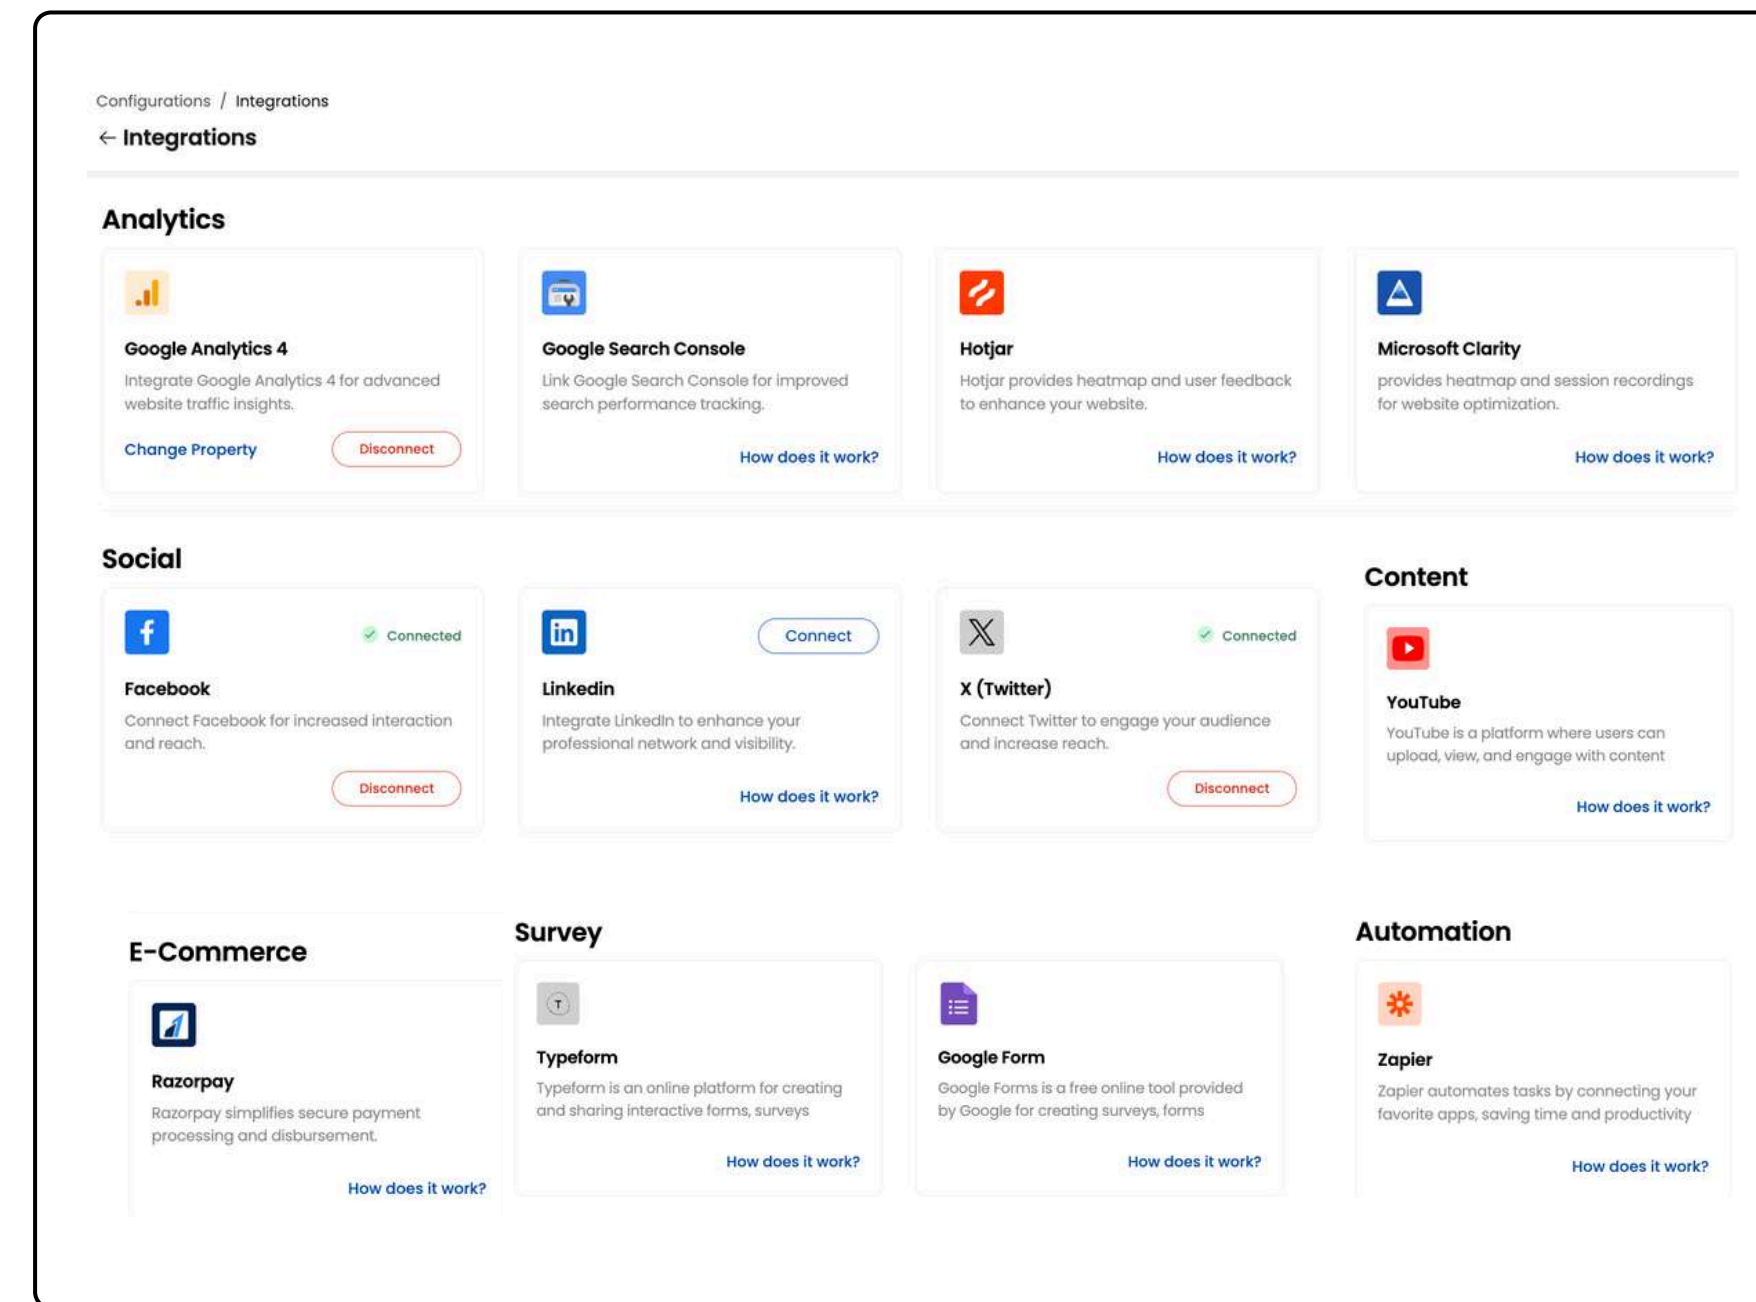 Configurations / Integrations
← Integrations
Analytics
Google Analytics 4
Integrate Google Analytics 4 for advanced
website traffic insights.
Change Property
Disconnect
Google Search Console
Link Google Search Console for improved
search performance tracking.
How does it work?
Hotjar
Hotjar provides heatmap and user feedback
to enhance your website.
How does it work?
Microsoft Clarity
provides heatmap and session recordings
for website optimization.
How does it work?
Social
Connected
Facebook
Connect Facebook for increased interaction
and reach.
Disconnect
in
Connect
Linkedin
Integrate LinkedIn to enhance your
professional network and visibility.
How does it work?
X
Connected
X (Twitter)
Connect Twitter to engage your audience
and increase reach.
Disconnect
Content
YouTube
YouTube is a platform where users can
upload, view, and engage with content
How does it work?
E-Commerce
Razorpay
Razorpay simplifies secure payment
processing and disbursement.
How does it work?
Survey
T
Typeform
Typeform is an online platform for creating
and sharing interactive forms, surveys
How does it work?
Google Form
Google Forms is a free online tool provided
by Google for creating surveys, forms
How does it work?
Automation
Zapier
Zapier automates tasks by connecting your
favorite apps, saving time and productivity
How does it work?